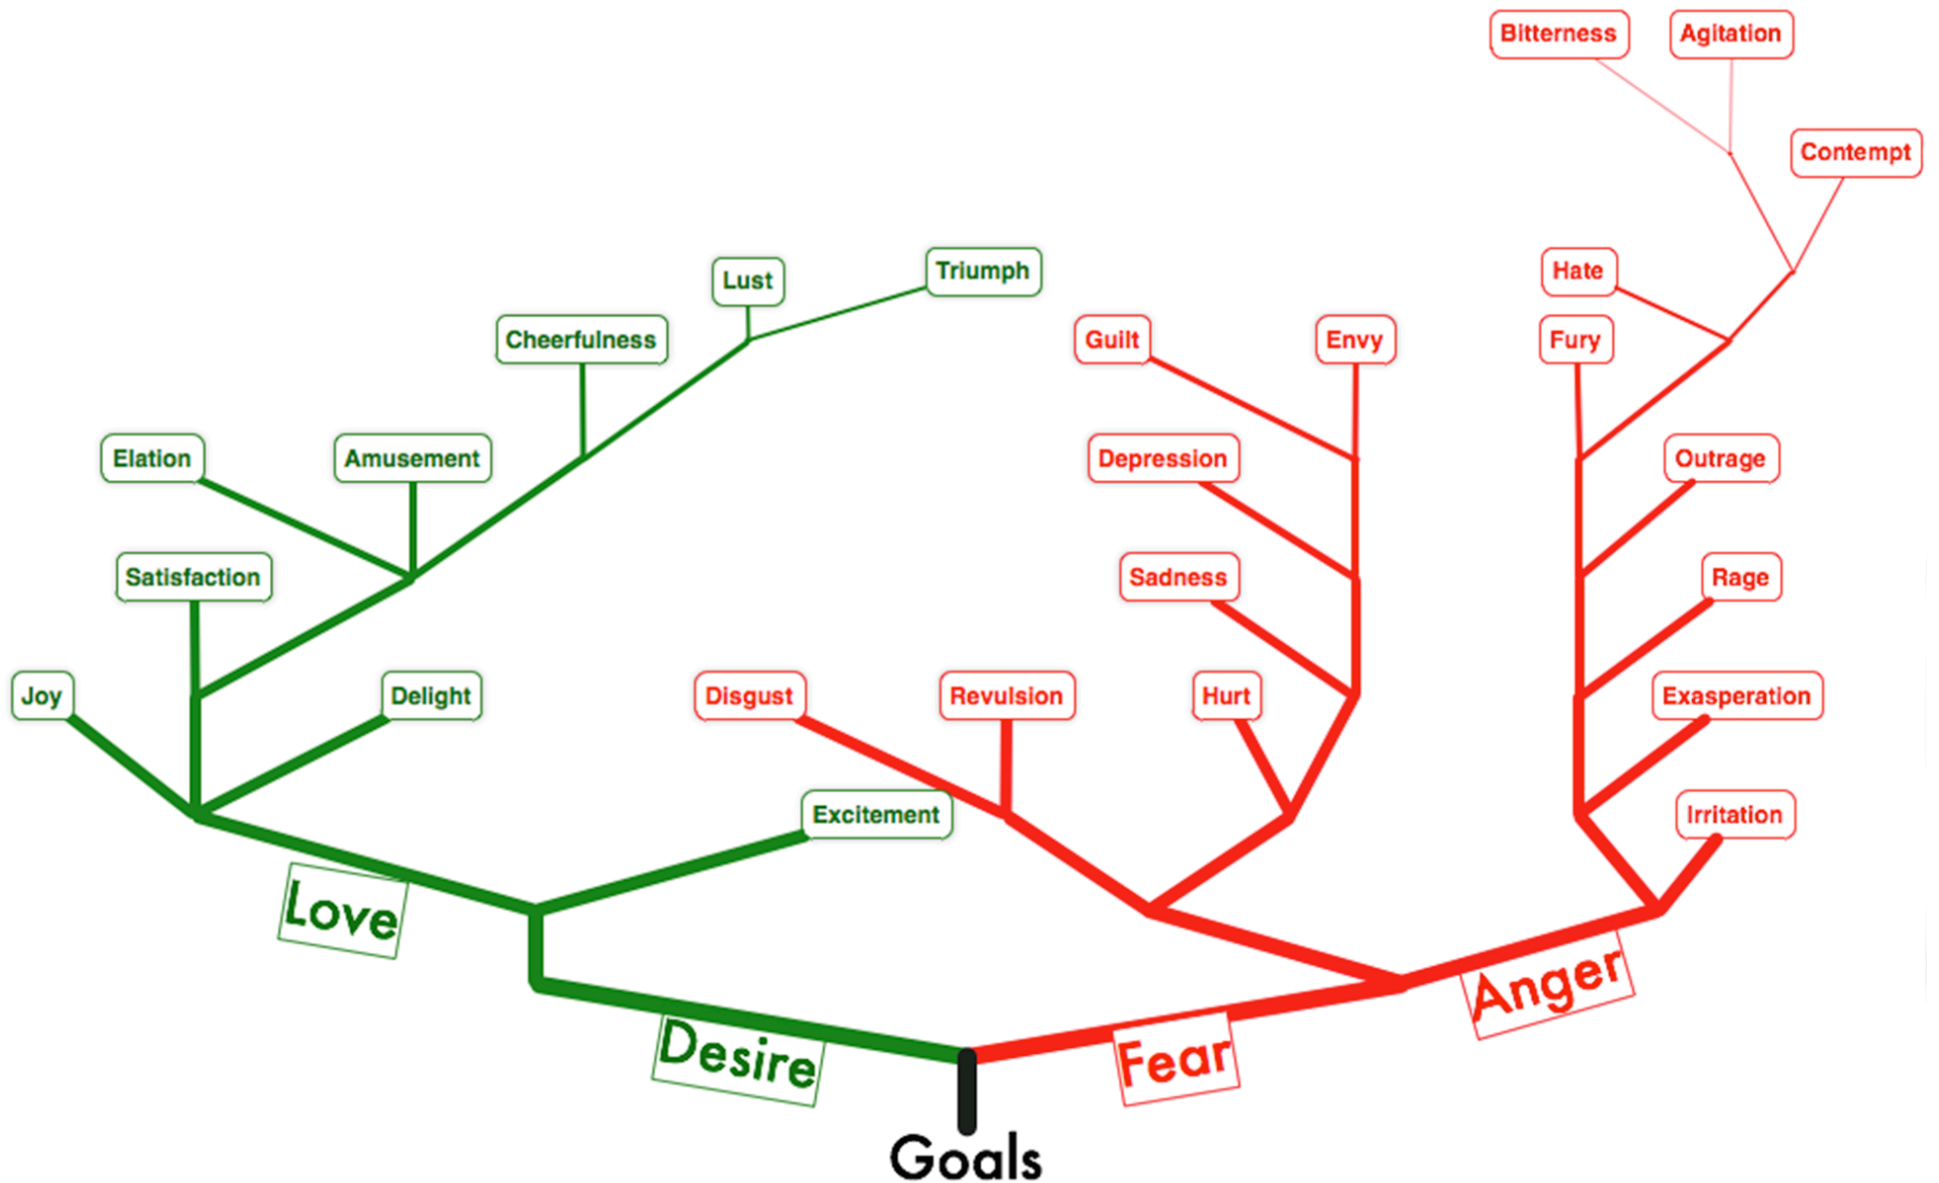 Bitterness
Agitation
Contempt
Hate
Triumph
Lust
Cheerfulness
Guilt
Envy
Fury
Elation
Amusement
Depression
Outrage
Satisfaction
Sadness
Rage
Joy
Delight
Disgust
Revulsion
Hurt
Exasperation
Excitement
Irritation
Love
Anger
Desire
Fear
Goals